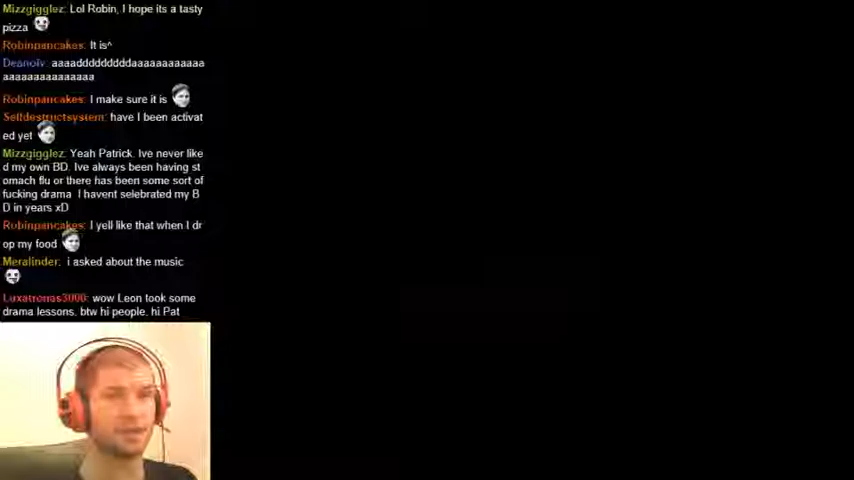 Mizzgigglez: Lol Robin, I hope its a tasty
pizza
Robinpancakes: It is^
Deanolv: aaaadddddddddaaaaaaaaaaaa
aaaaaaaaaaaaaaa
Robinpancakes: I make sure it is
Selfdestructsystem: have I been activat
ed yet
Mizzgigglez: Yeah Patrick. Ive never like
d my own BD. Ive always been having st
omach flu or there has been some sort of
fucking drama. I havent selebrated my B
D in years xD
Robinpancakes: I yell like that when I dr
op my food
Meralinder: i asked about the music
Luxatronas3000: wow Leon took some
drama lessons. btw hi people. hi Pat